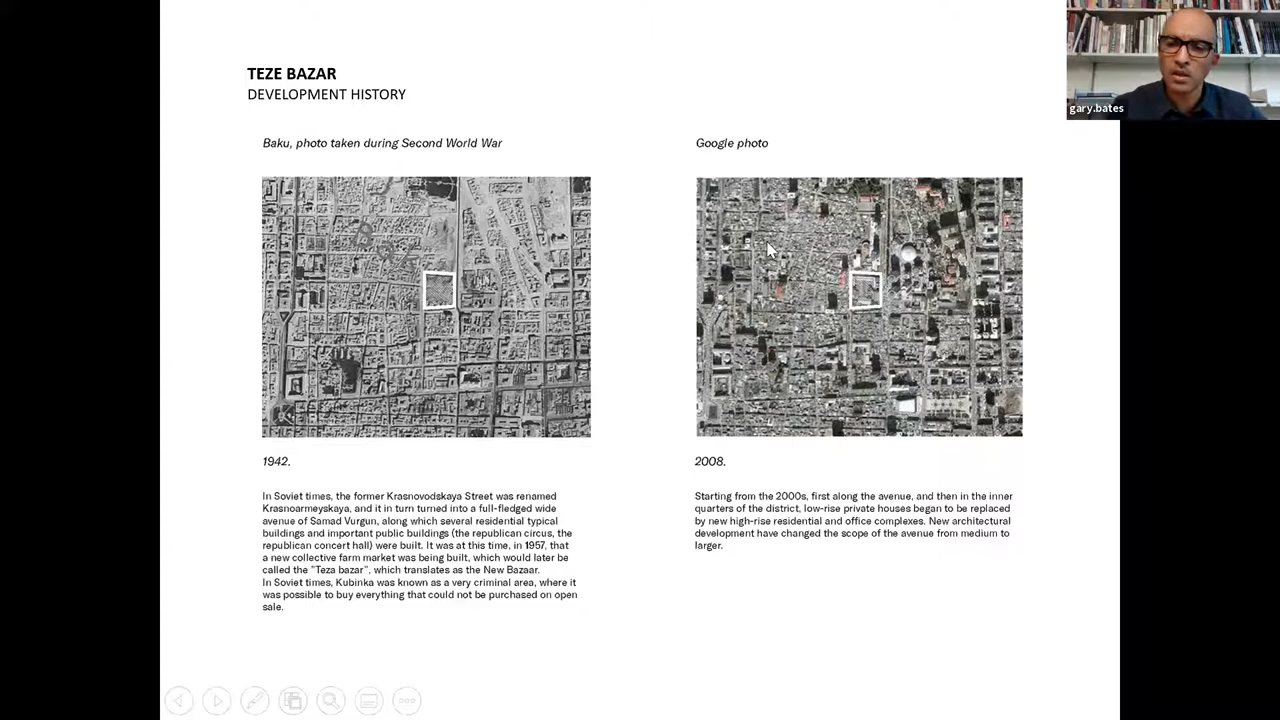 TEZE BAZAR
DEVELOPMENT HISTORY
gary.bates
Baku, photo taken during Second World War
Google photo
1942.
2008.
In Soviet times, the former Krasnovodskaya Street was renamed
Krasnoarmeyskaya, and it in turn turned into a full-fledged wide
avenue of Samad Vurgun, along which several residential typical
buildings and important public buildings (the republican circus, the
republican concert hall) were built. It was at this time, in 1957, that
a new collective farm market was being built, which would later be
called the "Teza bazar", which translates as the New Bazaar.
In Soviet times, Kubinka was known as a very criminal area, where it
was possible to buy everything that could not be purchased on open
sale.
Starting from the 2000s, first along the avenue, and then in the inner
quarters of the district, low-rise private houses began to be replaced
by new high-rise residential and office complexes. New architectural
development have changed the scope of the avenue from medium to
larger.